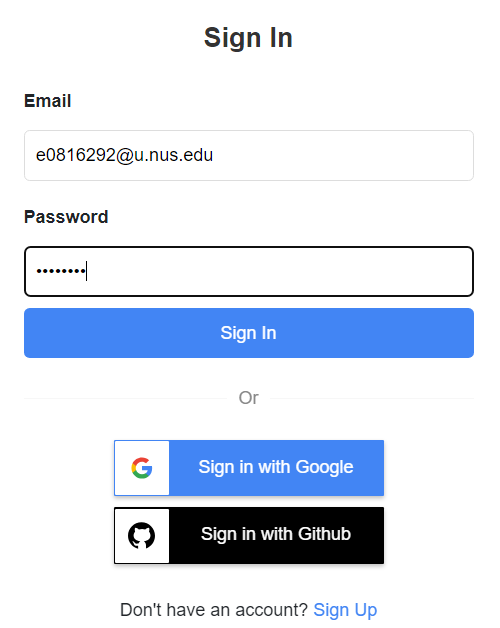 Sign In
Email
e0816292@u.nus.edu
Password
••••••••
Sign In
Or
Sign in with Google
Sign in with Github
Don't have an account? Sign Up